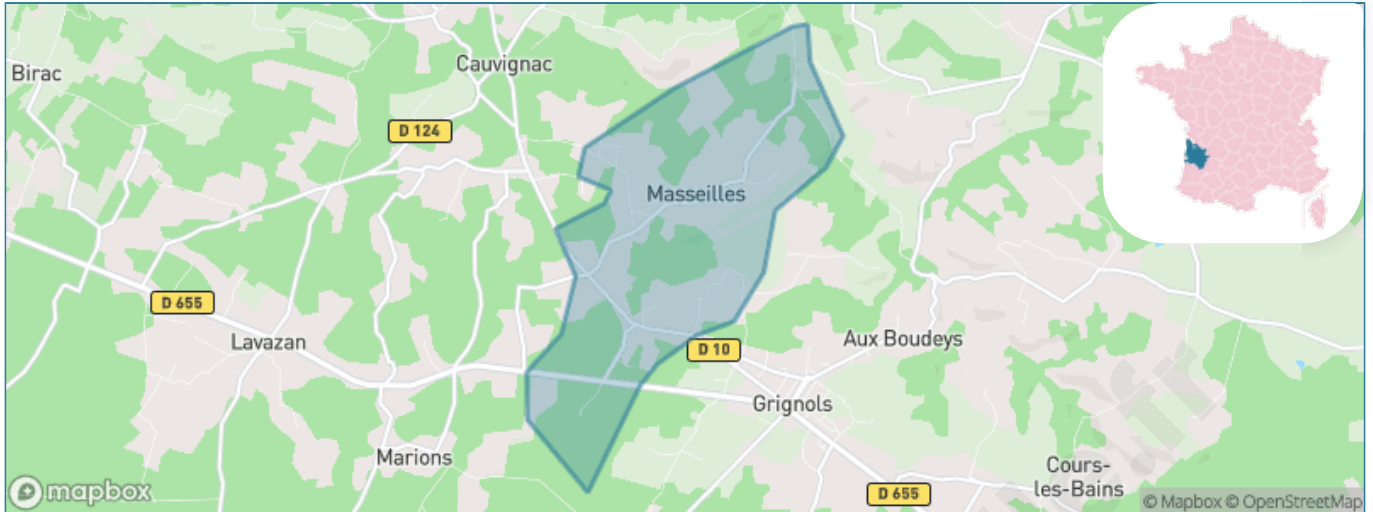 Cauvignac
Birac
D 124
Masseilles
D 655
Lavazan
Aux Boudeys
D 10
Grignols
Marions
Cours-
les-Bains
D 655
mapbox
© Mapbox © OpenStreetMap